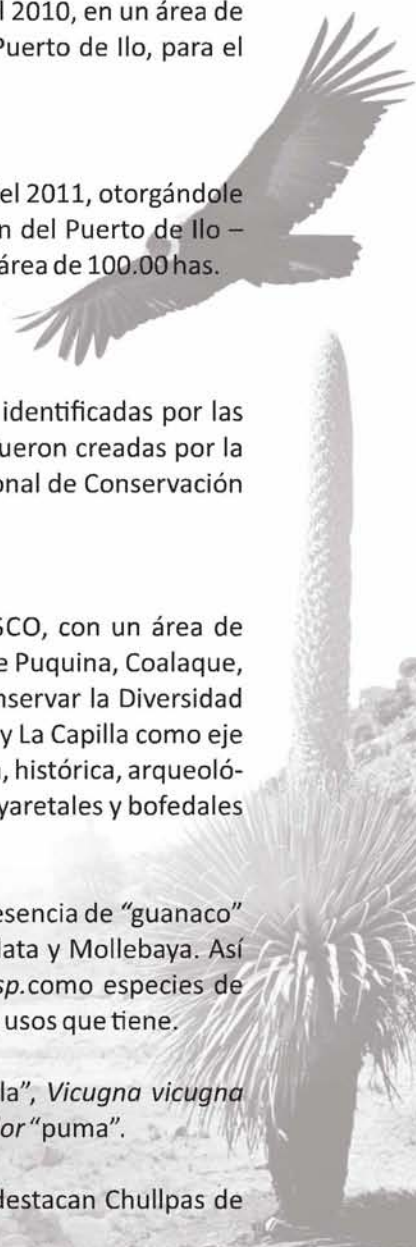 l 2010, en un área de
Puerto de Ilo, para el
el 2011, otorgándole
n del Puerto de Ilo –
área de 100.00 has.
identificadas por las
ueron creadas por la
onal de Conservación
SCO, con un área de
e Puquina, Coalaque,
nservar la Diversidad
y La Capilla como eje
, histórica, arqueoló-
yaretales y bofedales
esencia de “guanaco”
lata y Mollebaya. Así
sp.como especies de
usos que tiene.
la”, Vicugna vicugna
or “puma”.
destacan Chullpas de